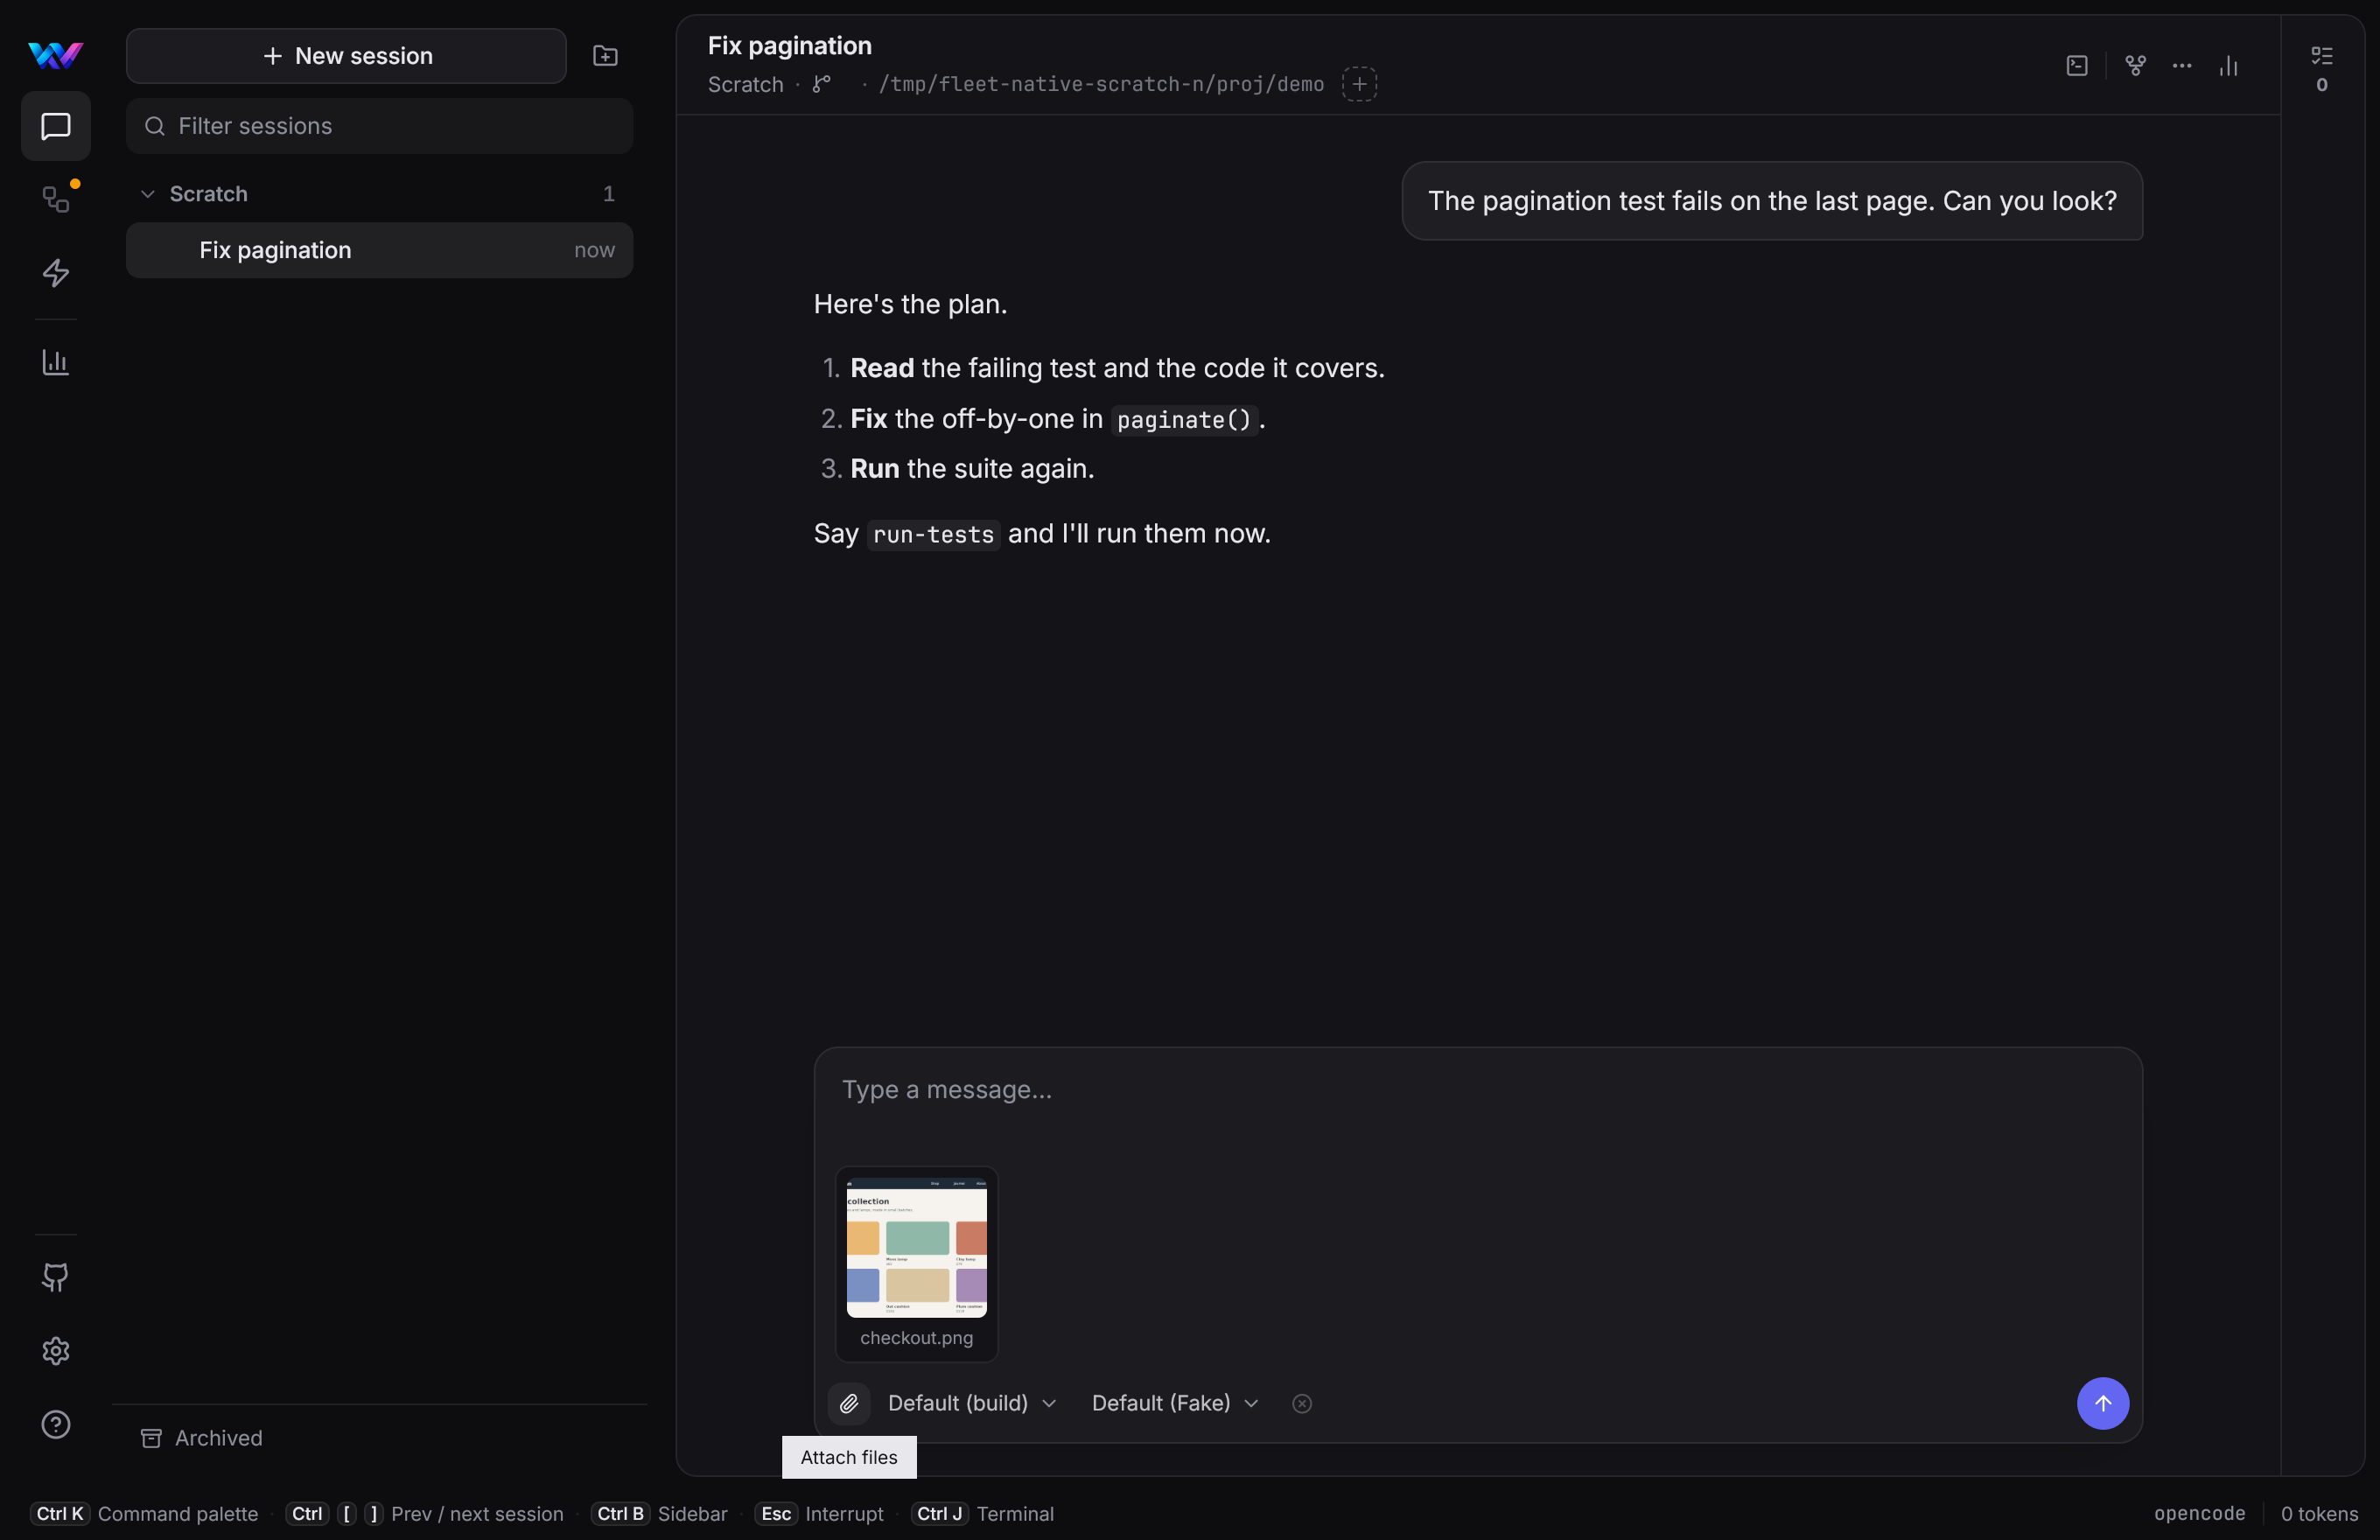 New session
Filter sessions
Scratch 1
Fix pagination now
Archived
Fix pagination
Scratch · · /tmp/fleet-native-scratch-n/proj/demo
0
The pagination test fails on the last page. Can you look?
Here's the plan.
1. Read the failing test and the code it covers.
2. Fix the off-by-one in paginate().
3. Run the suite again.
Say run-tests and I'll run them now.
Type a message...
collection
checkout.png
Default (build) Default (Fake)
Attach files
Ctrl K Command palette · Ctrl [ ] Prev / next session · Ctrl B Sidebar · Esc Interrupt · Ctrl J Terminal
opencode 0 tokens